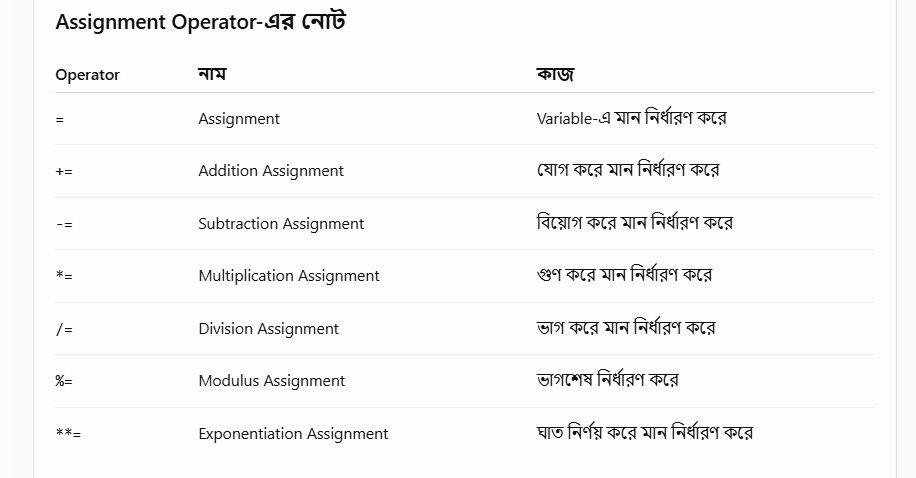 Assignment Operator-এর নোট
Operator নাম কাজ
= Assignment Variable-এ মান নির্ধারণ করে
+= Addition Assignment যোগ করে মান নির্ধারণ করে
-= Subtraction Assignment বিয়োগ করে মান নির্ধারণ করে
*= Multiplication Assignment গুণ করে মান নির্ধারণ করে
/= Division Assignment ভাগ করে মান নির্ধারণ করে
%= Modulus Assignment ভাগশেষ নির্ধারণ করে
**= Exponentiation Assignment ঘাত নির্ণয় করে মান নির্ধারণ করে